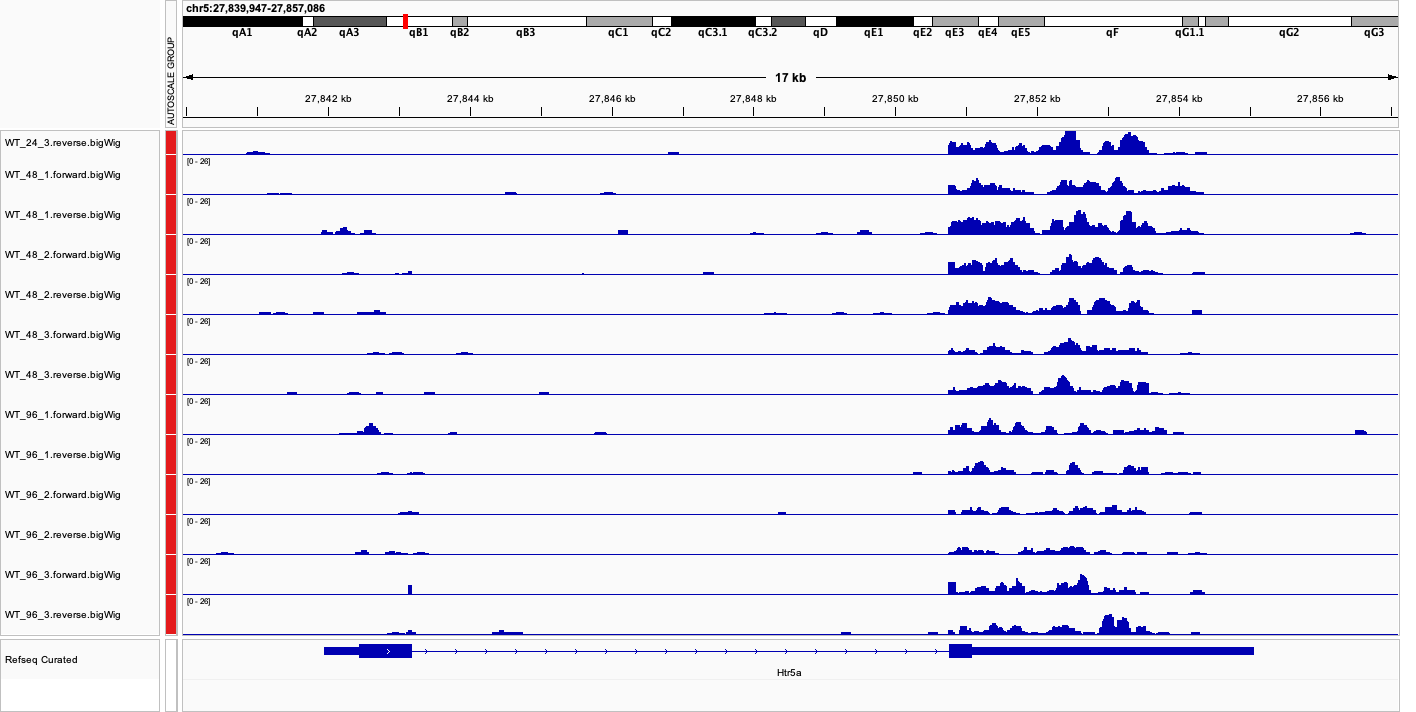 chr5:27,839,947-27,857,086
qA1 qA2 qA3 qB1 qB2 qB3 qC1 qC2 qC3.1 qC3.2 qD qE1 qE2 qE3 qE4 qE5 qF qG1.1 qG2 qG3
AUTOSCALE GROUP
17 kb
27,842 kb 27,844 kb 27,846 kb 27,848 kb 27,850 kb 27,852 kb 27,854 kb 27,856 kb
WT_24_3.reverse.bigWig
[0 - 26]
WT_48_1.forward.bigWig
[0 - 26]
WT_48_1.reverse.bigWig
[0 - 26]
WT_48_2.forward.bigWig
[0 - 26]
WT_48_2.reverse.bigWig
[0 - 26]
WT_48_3.forward.bigWig
[0 - 26]
WT_48_3.reverse.bigWig
[0 - 26]
WT_96_1.forward.bigWig
[0 - 26]
WT_96_1.reverse.bigWig
[0 - 26]
WT_96_2.forward.bigWig
[0 - 26]
WT_96_2.reverse.bigWig
[0 - 26]
WT_96_3.forward.bigWig
[0 - 26]
WT_96_3.reverse.bigWig
Refseq Curated
Htr5a